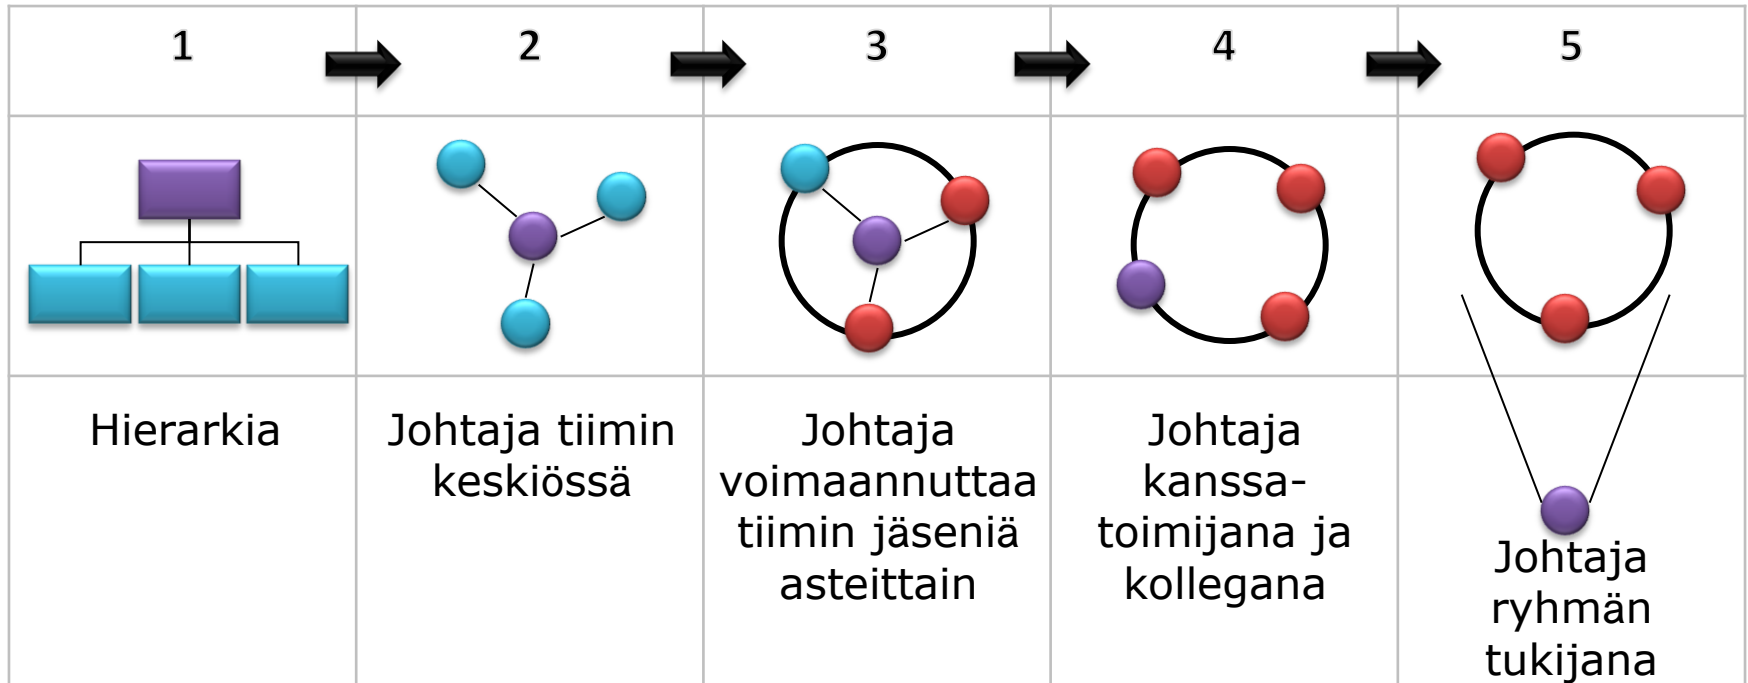 1
2
3
4
5
Hierarkia
Johtaja tiimin
keskiössä
Johtaja
voimaannuttaa
tiimin jäseniä
asteittain
Johtaja
kanssa-
toimijana ja
kollegana
Johtaja
ryhmän
tukijana